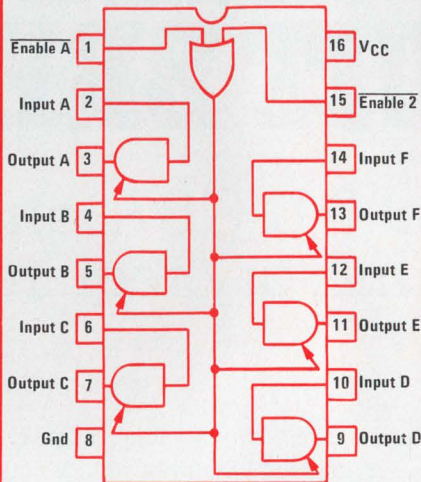 Enable A 1
Input A 2
Output A 3
Input B 4
Output B 5
Input C 6
Output C 7
Gnd 8
16 VCC
15 Enable 2
14 Input F
13 Output F
12 Input E
11 Output E
10 Input D
9 Output D